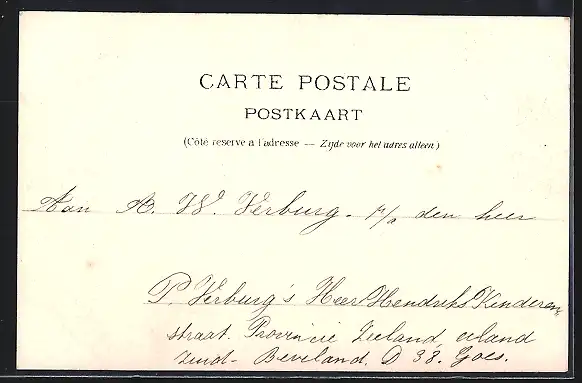 CARTE POSTALE
POSTKAART
(Côté réservé à l'adresse — Zijde voor het adres alleen)
Aan A. W. Verburg. p/a den heer
P. Verburg's Heer Hendriks Kinderen
straat. Provincie Zeeland, eiland
Zuid-Beveland. D 38. Goes.